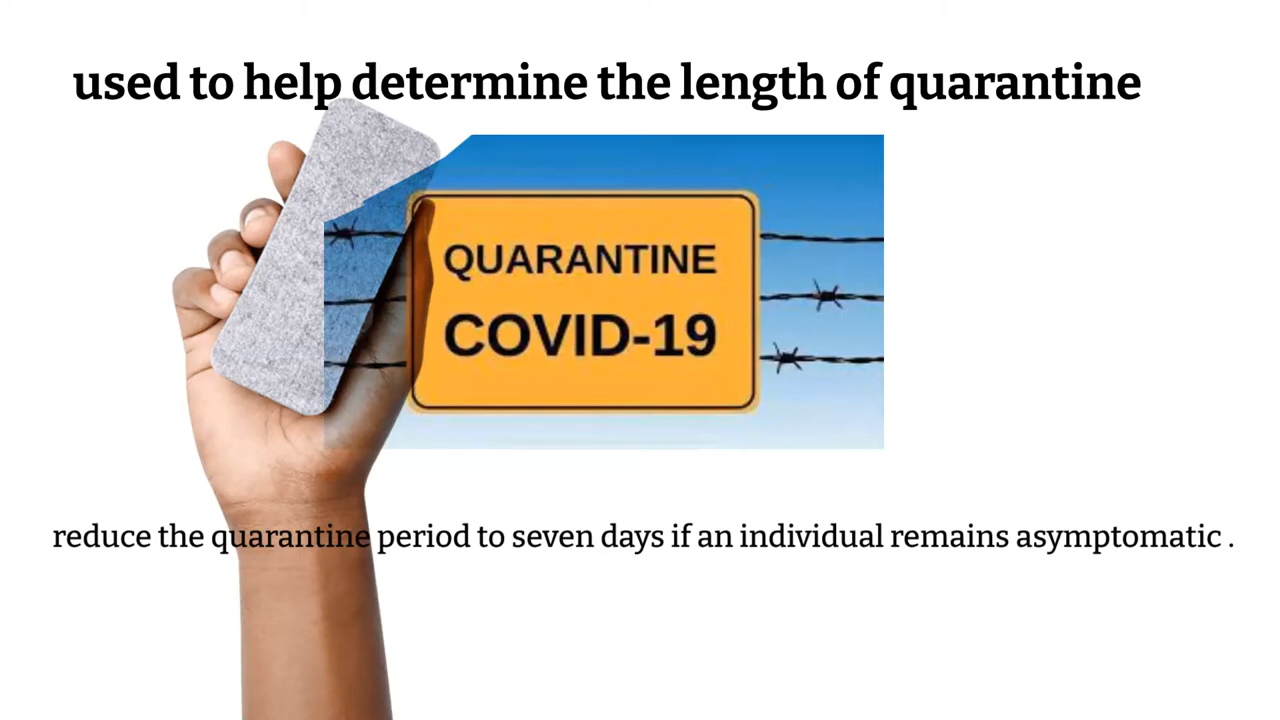 used to help determine the length of quarantine
QUARANTINE
COVID-19
reduce the quarantine period to seven days if an individual remains asymptomatic .